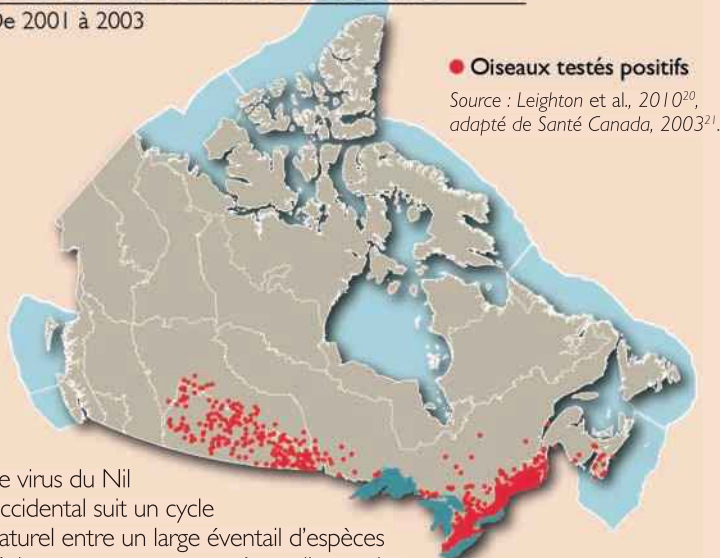 De 2001 à 2003
Oiseaux testés positifs
Source : Leighton et al., 2010²⁰,
adapté de Santé Canada, 2003²¹.
e virus du Nil
ccidental suit un cycle
aturel entre un large éventail d'espèces